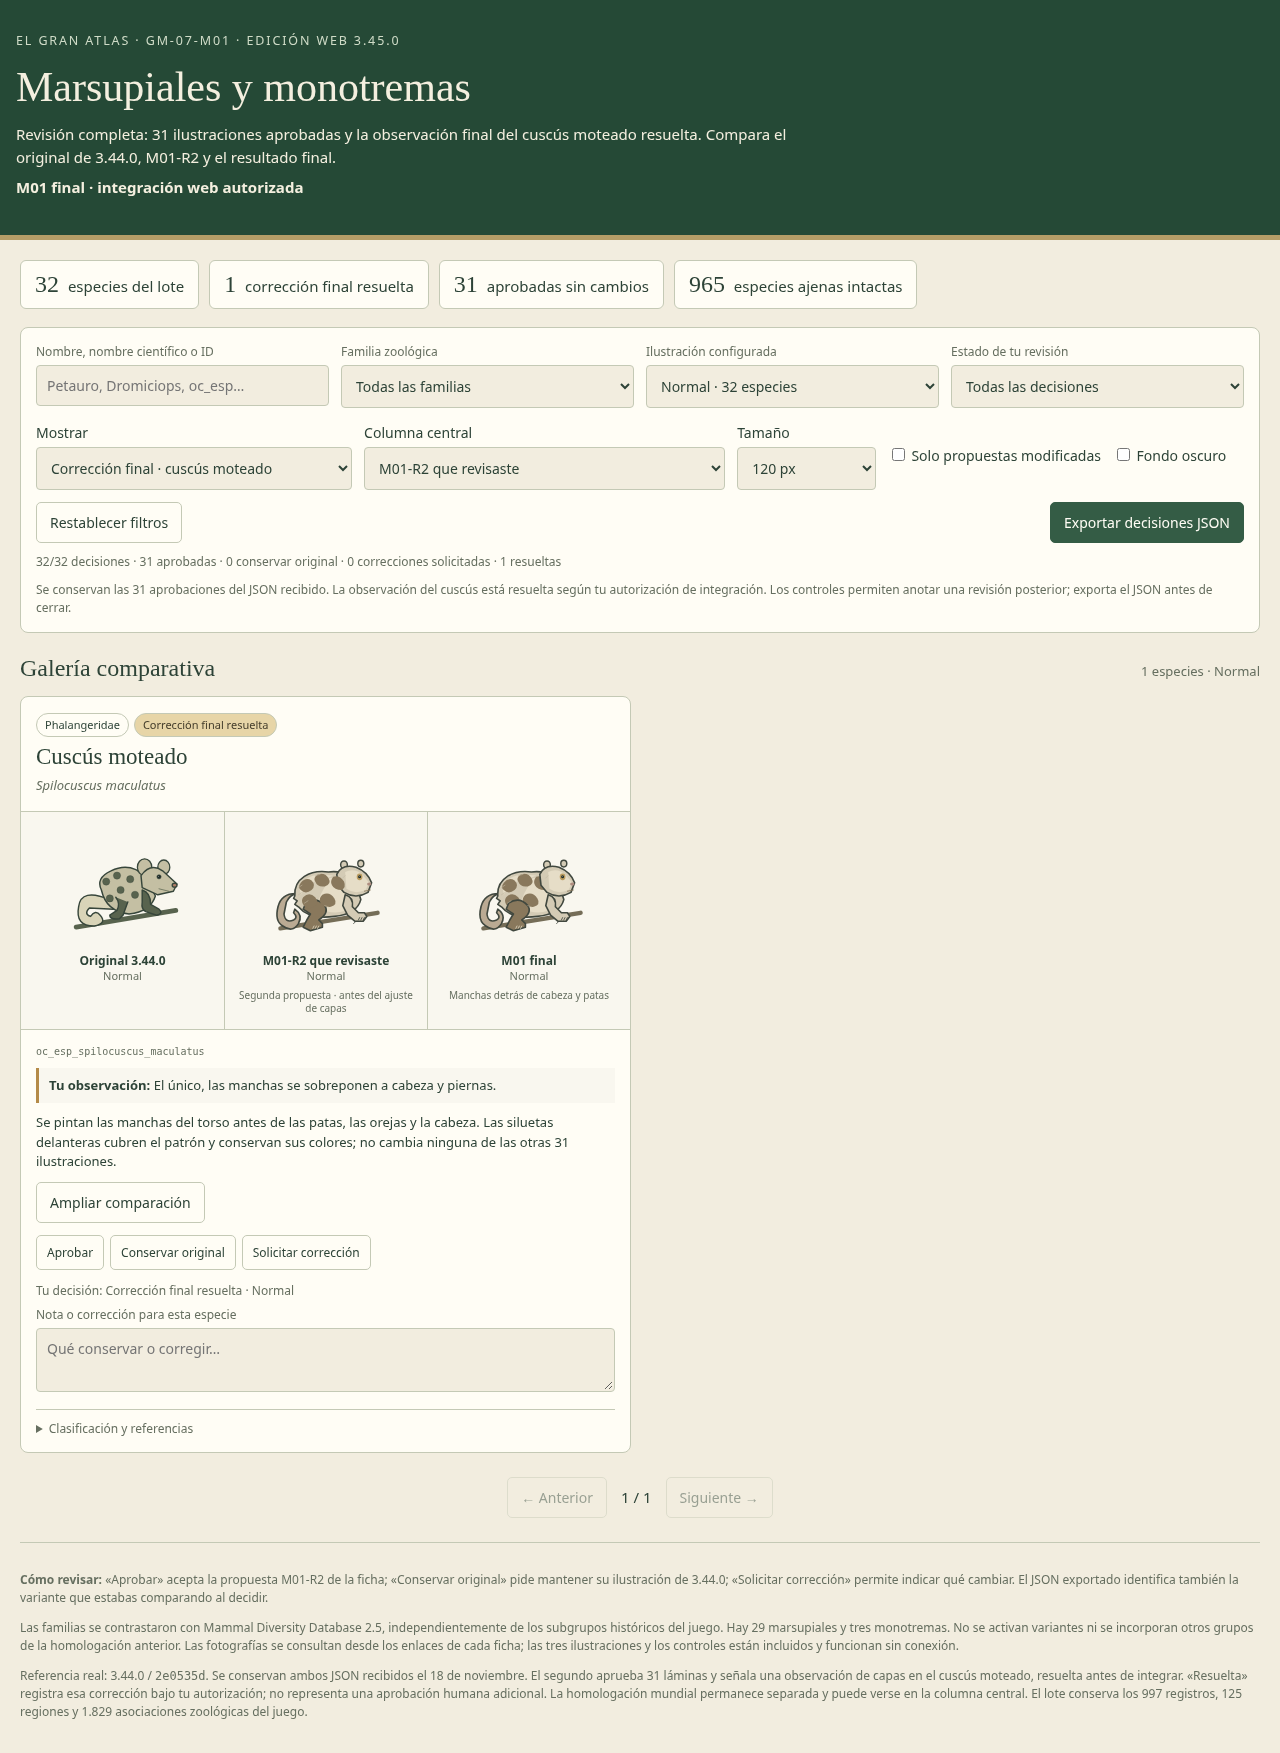 EL GRAN ATLAS · GM-07-M01 · EDICIÓN WEB 3.45.0
Marsupiales y monotremas
Revisión completa: 31 ilustraciones aprobadas y la observación final del cuscús moteado resuelta. Compara el
original de 3.44.0, M01-R2 y el resultado final.
M01 final · integración web autorizada
32 especies del lote
1 corrección final resuelta
31 aprobadas sin cambios
965 especies ajenas intactas
Nombre, nombre científico o ID
Familia zoológica
Ilustración configurada
Estado de tu revisión
Petauro, Dromiciops, oc_esp...
Todas las familias
Normal · 32 especies
Todas las decisiones
Mostrar
Columna central
Tamaño
Corrección final · cuscús moteado
M01-R2 que revisaste
120 px
Solo propuestas modificadas
Fondo oscuro
Restablecer filtros
Exportar decisiones JSON
32/32 decisiones · 31 aprobadas · 0 conservar original · 0 correcciones solicitadas · 1 resueltas
Se conservan las 31 aprobaciones del JSON recibido. La observación del cuscús está resuelta según tu autorización de integración. Los controles permiten anotar una revisión posterior; exporta el JSON antes de
cerrar.
Galería comparativa
1 especies · Normal
Phalangeridae
Corrección final resuelta
Cuscús moteado
Spilocuscus maculatus
Original 3.44.0
Normal
M01-R2 que revisaste
Normal
Segunda propuesta · antes del ajuste
de capas
M01 final
Normal
Manchas detrás de cabeza y patas
oc_esp_spilocuscus_maculatus
Tu observación: El único, las manchas se sobreponen a cabeza y piernas.
Se pintan las manchas del torso antes de las patas, las orejas y la cabeza. Las siluetas
delanteras cubren el patrón y conservan sus colores; no cambia ninguna de las otras 31
ilustraciones.
Ampliar comparación
Aprobar
Conservar original
Solicitar corrección
Tu decisión: Corrección final resuelta · Normal
Nota o corrección para esta especie
Qué conservar o corregir...
▶ Clasificación y referencias
← Anterior
1 / 1
Siguiente →
Cómo revisar: «Aprobar» acepta la propuesta M01-R2 de la ficha; «Conservar original» pide mantener su ilustración de 3.44.0; «Solicitar corrección» permite indicar qué cambiar. El JSON exportado identifica también la
variante que estabas comparando al decidir.
Las familias se contrastaron con Mammal Diversity Database 2.5, independientemente de los subgrupos históricos del juego. Hay 29 marsupiales y tres monotremas. No se activan variantes ni se incorporan otros grupos
de la homologación anterior. Las fotografías se consultan desde los enlaces de cada ficha; las tres ilustraciones y los controles están incluidos y funcionan sin conexión.
Referencia real: 3.44.0 / 2e0535d. Se conservan ambos JSON recibidos el 18 de noviembre. El segundo aprueba 31 láminas y señala una observación de capas en el cuscús moteado, resuelta antes de integrar. «Resuelta»
registra esa corrección bajo tu autorización; no representa una aprobación humana adicional. La homologación mundial permanece separada y puede verse en la columna central. El lote conserva los 997 registros, 125
regiones y 1.829 asociaciones zoológicas del juego.